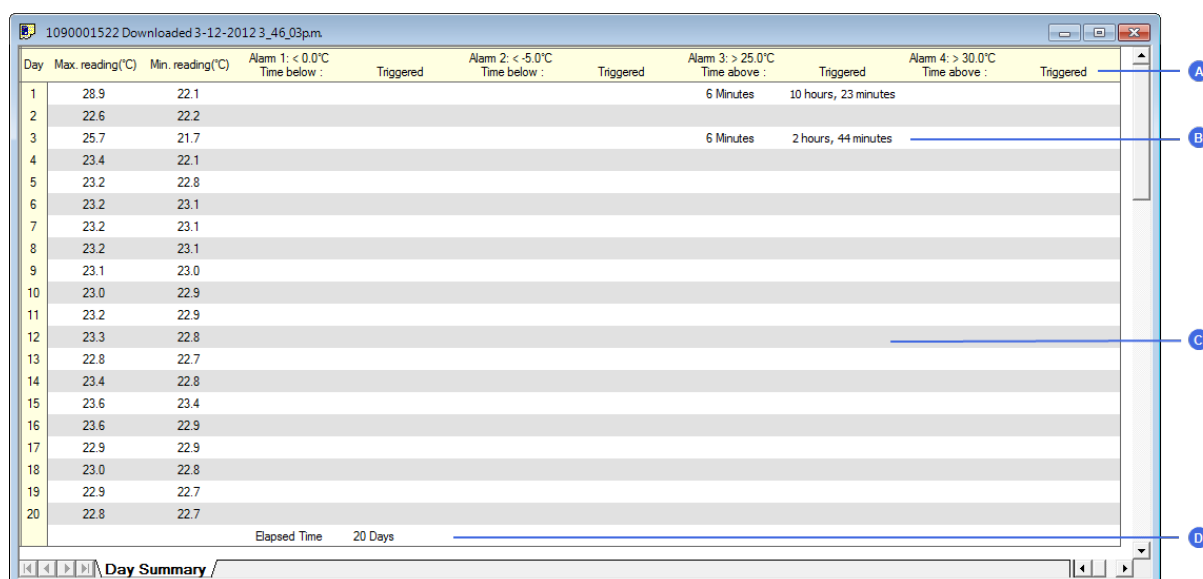 1090001522 Downloaded 3-12-2012 3_46_03p.m.
Day Max. reading(°C) Min. reading(°C) Alarm 1: < 0.0°C Time below : Triggered Alarm 2: < -5.0°C Time below : Triggered Alarm 3: > 25.0°C Time above : Triggered Alarm 4: > 30.0°C Time above : Triggered
A
1 28.9 22.1 6 Minutes 10 hours, 23 minutes
2 22.6 22.2
3 25.7 21.7 6 Minutes 2 hours, 44 minutes
B
4 23.4 22.1
5 23.2 22.8
6 23.2 23.1
7 23.2 23.1
8 23.2 23.1
9 23.1 23.0
10 23.0 22.9
11 23.2 22.9
12 23.3 22.8
C
13 22.8 22.7
14 23.4 22.8
15 23.6 23.4
16 23.6 22.9
17 22.9 22.9
18 23.0 22.8
19 22.9 22.7
20 22.8 22.7
Elapsed Time 20 Days
D
Day Summary